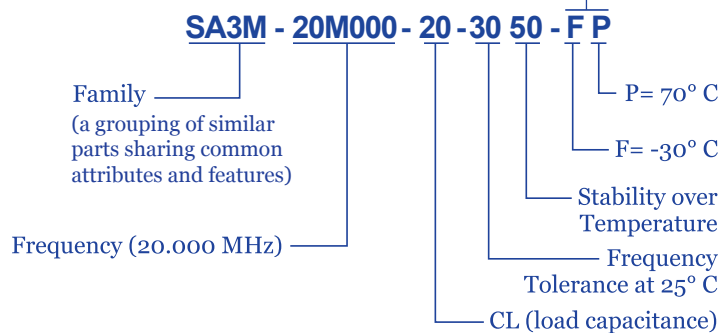 SA3M - 20M000 - 20 - 30 50 - F P
Family
(a grouping of similar
parts sharing common
attributes and features)
P= 70° C
F= -30° C
Stability over
Temperature
Frequency (20.000 MHz)
Frequency
Tolerance at 25° C
CL (load capacitance)